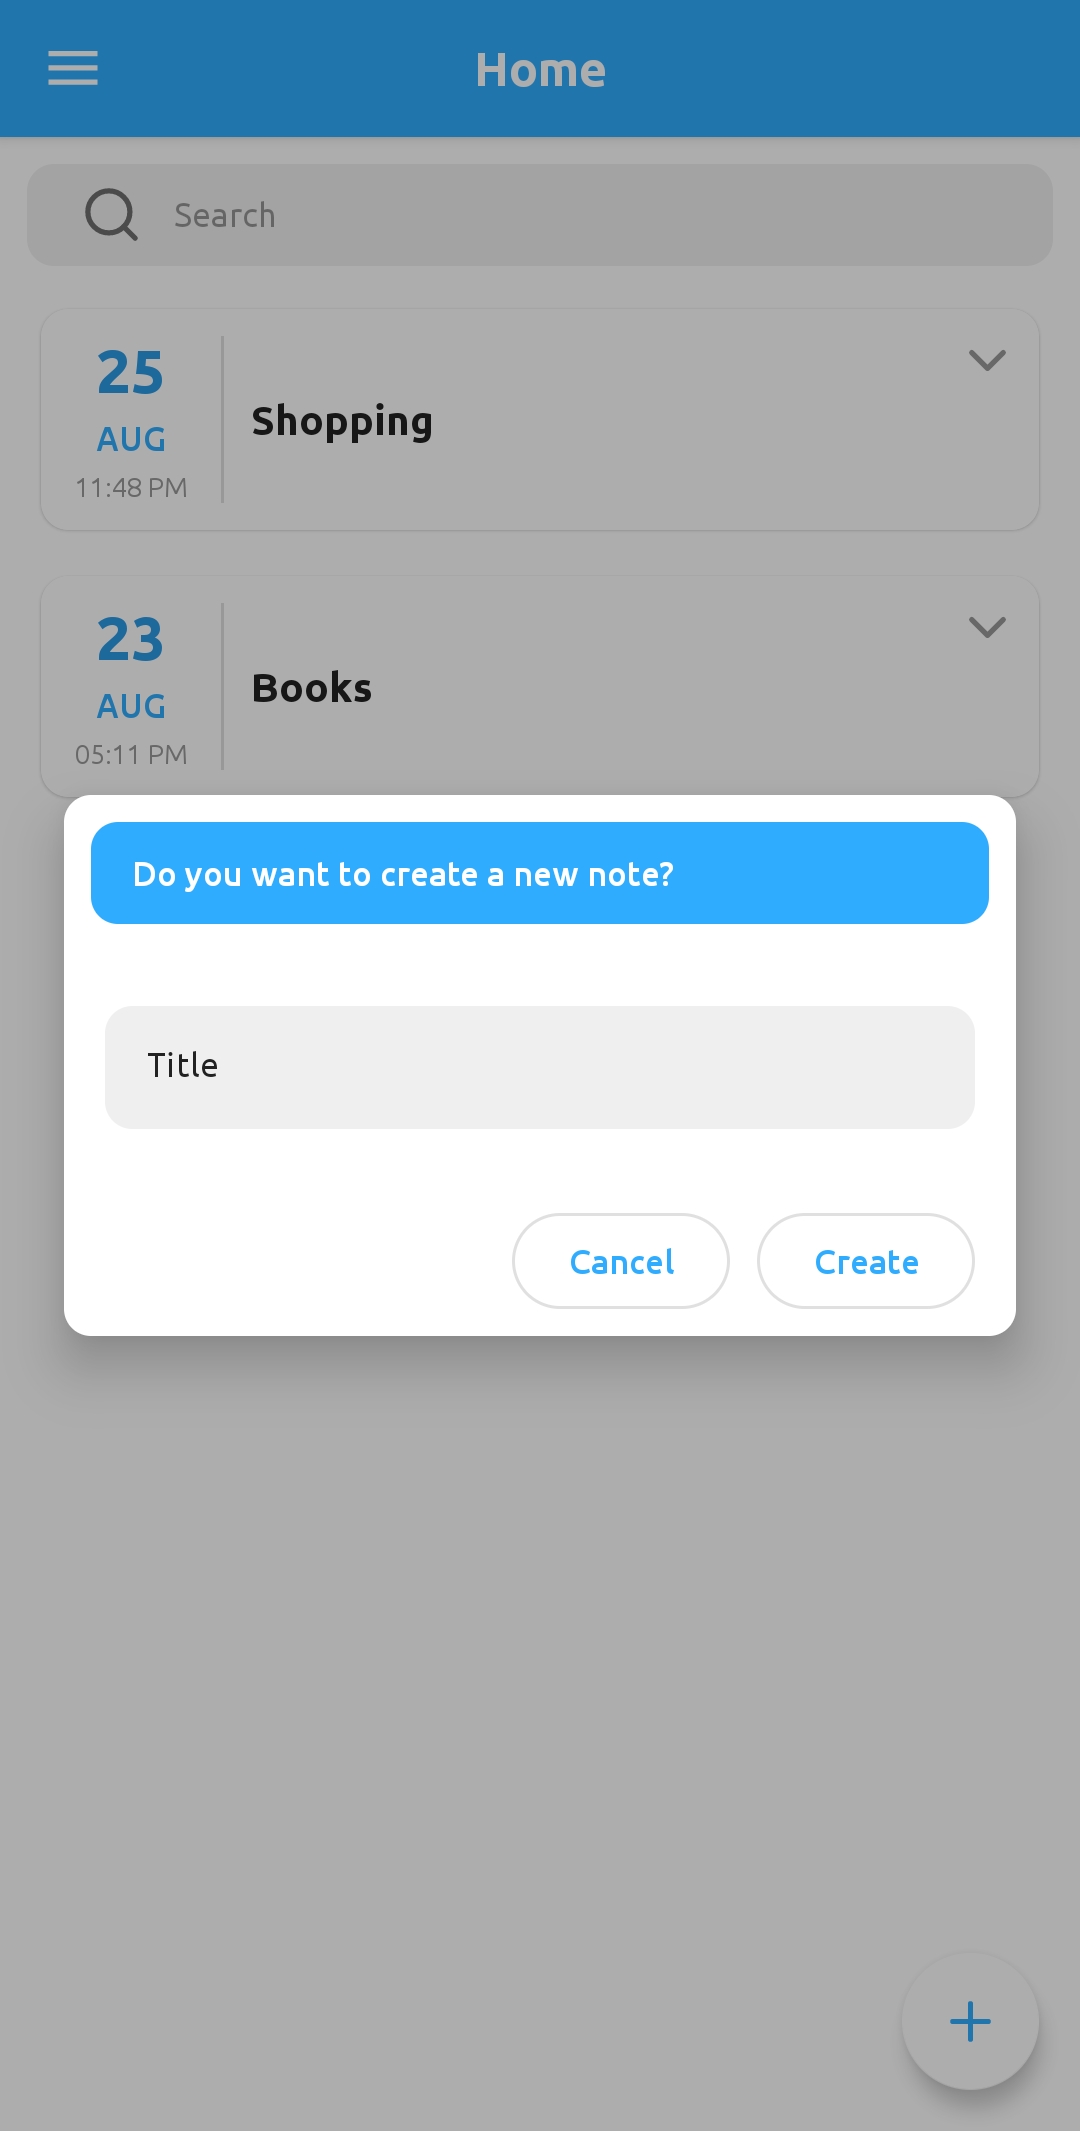 Home
Search
25
AUG
11:48 PM
Shopping
23
AUG
05:11 PM
Books
Do you want to create a new note?
Title
Cancel
Create